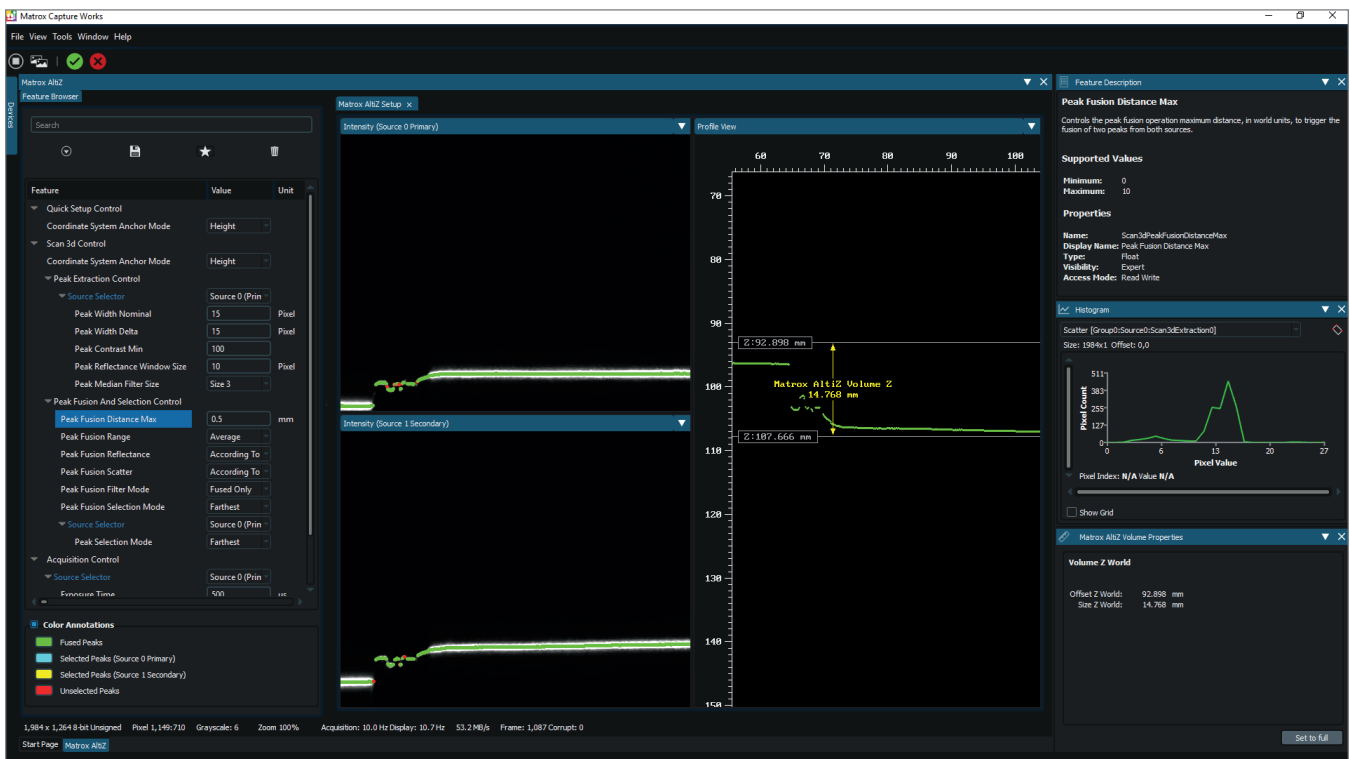 Matrox Capture Works
File View Tools Window Help
Devices
Matrox AltiZ
Feature Browser
Search
Feature Value Unit
Quick Setup Control
Coordinate System Anchor Mode Height
Scan 3d Control
Coordinate System Anchor Mode Height
Peak Extraction Control
Source Selector Source 0 (Prin
Peak Width Nominal 15 Pixel
Peak Width Delta 15 Pixel
Peak Contrast Min 100
Peak Reflectance Window Size 10 Pixel
Peak Median Filter Size Size 3
Peak Fusion And Selection Control
Peak Fusion Distance Max 0.5 mm
Peak Fusion Range Average
Peak Fusion Reflectance According To
Peak Fusion Scatter According To
Peak Fusion Filter Mode Fused Only
Peak Fusion Selection Mode Farthest
Source Selector Source 0 (Prin
Peak Selection Mode Farthest
Acquisition Control
Source Selector Source 0 (Prin
Exposure Time 500 us
Color Annotations
Fused Peaks
Selected Peaks (Source 0 Primary)
Selected Peaks (Source 1 Secondary)
Unselected Peaks
Matrox AltiZ Setup ×
Intensity (Source 0 Primary)
Intensity (Source 1 Secondary)
Profile View
60 70 80 90 100
70
80
90
Z:92.898 mm
100
Matrox AltiZ Volume Z
14.768 mm
Z:107.666 mm
110
120
130
140
150
Feature Description
Peak Fusion Distance Max
Controls the peak fusion operation maximum distance, in world units, to trigger the
fusion of two peaks from both sources.
Supported Values
Minimum: 0
Maximum: 10
Properties
Name: Scan3dPeakFusionDistanceMax
Display Name: Peak Fusion Distance Max
Type: Float
Visibility: Expert
Access Mode: Read Write
Histogram
Scatter [Group0:Source0:Scan3dExtraction0]
Size: 1984x1 Offset: 0,0
Pixel Count
511
383
255
127
0
0 6 13 20 27
Pixel Value
Pixel Index: N/A Value N/A
Show Grid
Matrox AltiZ Volume Properties
Volume Z World
Offset Z World: 92.898 mm
Size Z World: 14.768 mm
Set to full
1,984 x 1,264 8-bit Unsigned Pixel 1,149:710 Grayscale: 6 Zoom 100% Acquisition: 10.0 Hz Display: 10.7 Hz 53.2 MB/s Frame: 1,087 Corrupt: 0
Start Page Matrox AltiZ